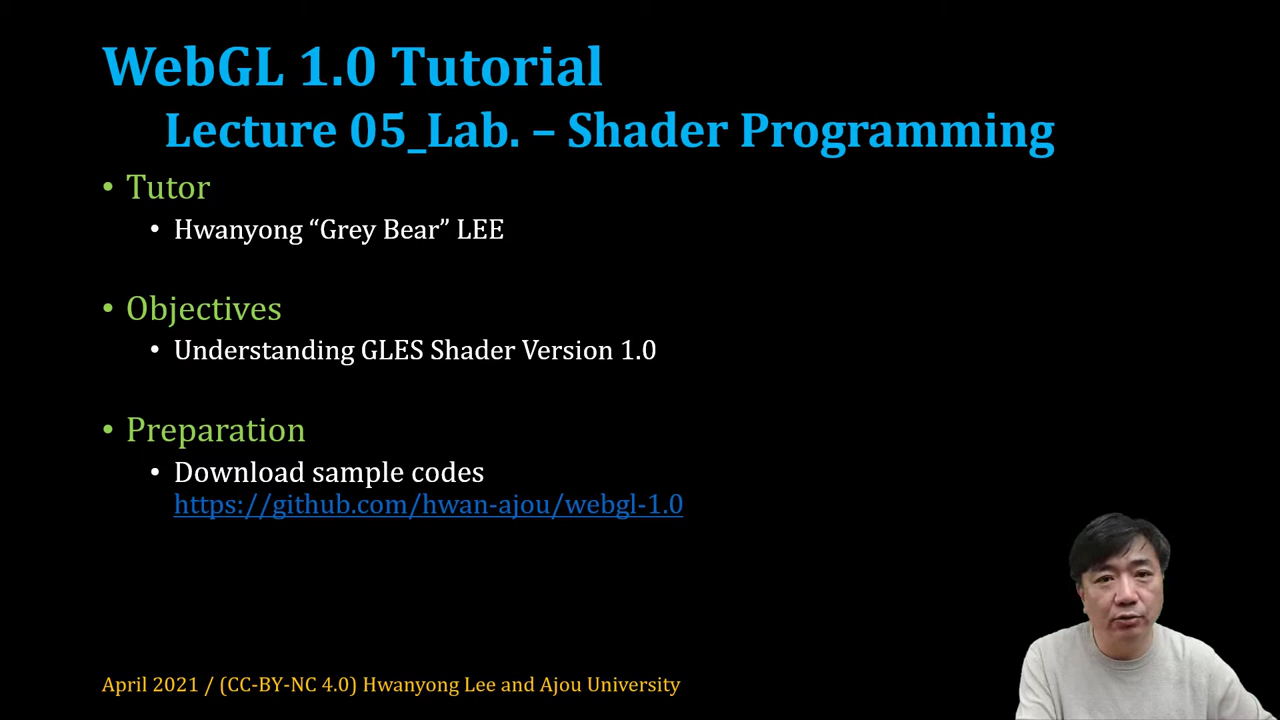 WebGL 1.0 Tutorial
Lecture 05_Lab. – Shader Programming
• Tutor
• Hwanyong “Grey Bear” LEE
• Objectives
• Understanding GLES Shader Version 1.0
• Preparation
• Download sample codes
https://github.com/hwan-ajou/webgl-1.0
April 2021 / (CC-BY-NC 4.0) Hwanyong Lee and Ajou University